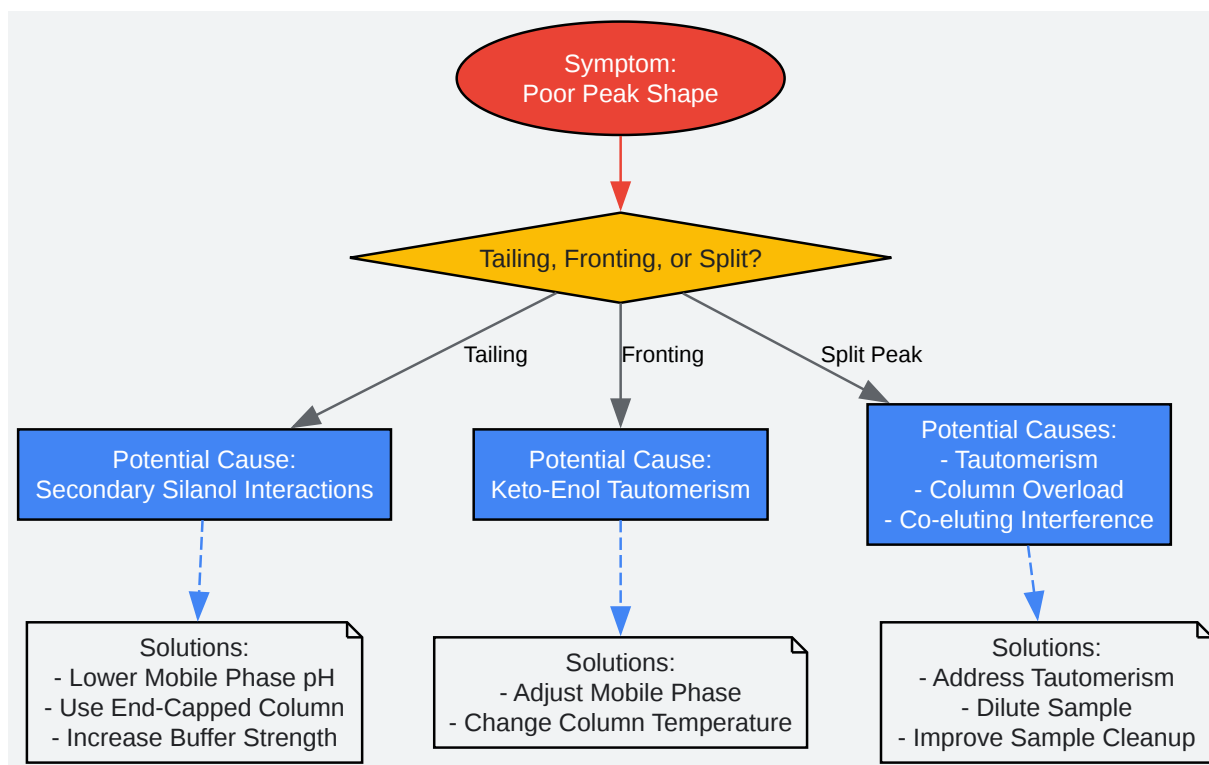 Symptom:
Poor Peak Shape
Tailing, Fronting, or Split?
Tailing
Fronting
Split Peak
Potential Cause:
Secondary Silanol Interactions
Potential Cause:
Keto-Enol Tautomerism
Potential Causes:
- Tautomerism
- Column Overload
- Co-eluting Interference
Solutions:
- Lower Mobile Phase pH
- Use End-Capped Column
- Increase Buffer Strength
Solutions:
- Adjust Mobile Phase
- Change Column Temperature
Solutions:
- Address Tautomerism
- Dilute Sample
- Improve Sample Cleanup